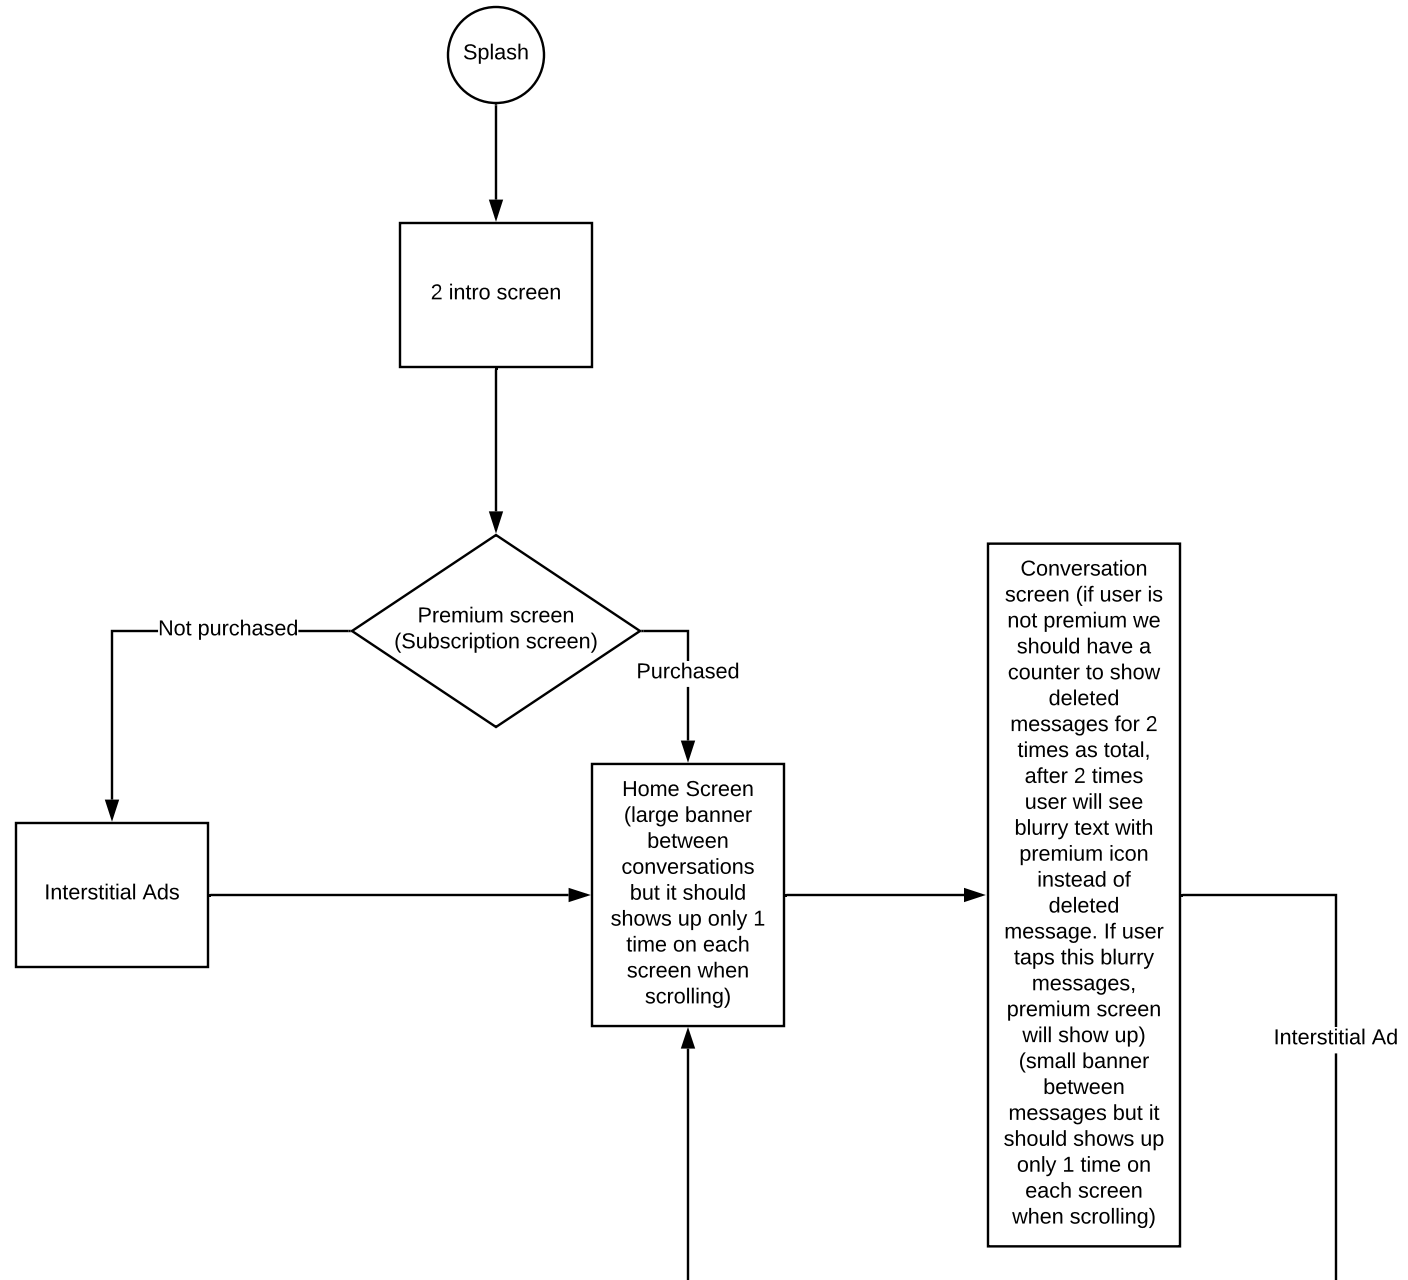 Splash
2 intro screen
Premium screen
(Subscription screen)
Not purchased
Purchased
Interstitial Ads
Home Screen
(large banner
between
conversations
but it should
shows up only 1
time on each
screen when
scrolling)
Conversation
screen (if user is
not premium we
should have a
counter to show
deleted
messages for 2
times as total,
after 2 times
user will see
blurry text with
premium icon
instead of
deleted
message. If user
taps this blurry
messages,
premium screen
will show up)
(small banner
between
messages but it
should shows up
only 1 time on
each screen
when scrolling)
Interstitial Ad